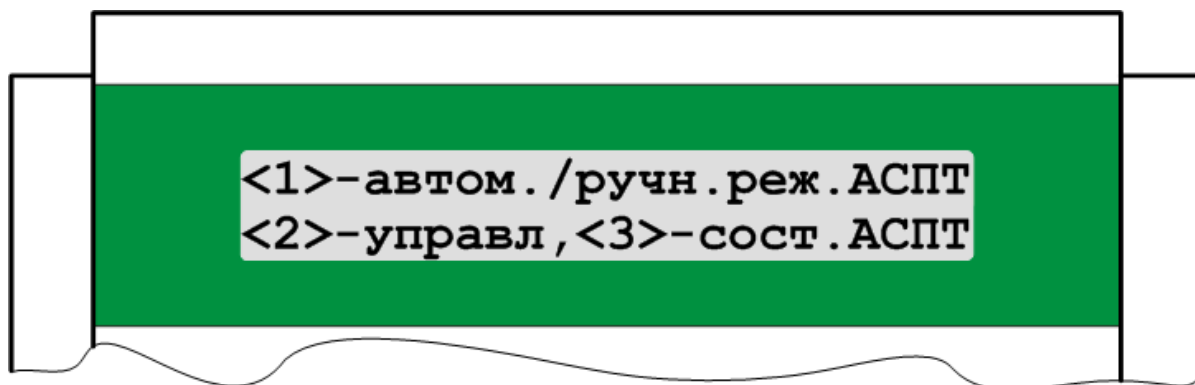 <1>-автом./ручн.реж.АСПТ
<2>-управл,<3>-сост.АСПТ